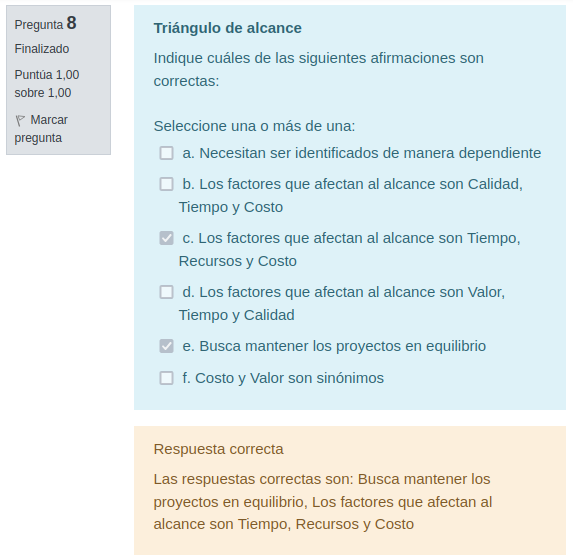 Pregunta 8
Finalizado
Puntúa 1,00
sobre 1,00
Marcar
pregunta
Triángulo de alcance
Indique cuáles de las siguientes afirmaciones son
correctas:
Seleccione una o más de una:
a. Necesitan ser identificados de manera dependiente
b. Los factores que afectan al alcance son Calidad,
Tiempo y Costo
c. Los factores que afectan al alcance son Tiempo,
Recursos y Costo
d. Los factores que afectan al alcance son Valor,
Tiempo y Calidad
e. Busca mantener los proyectos en equilibrio
f. Costo y Valor son sinónimos
Respuesta correcta
Las respuestas correctas son: Busca mantener los
proyectos en equilibrio, Los factores que afectan al
alcance son Tiempo, Recursos y Costo